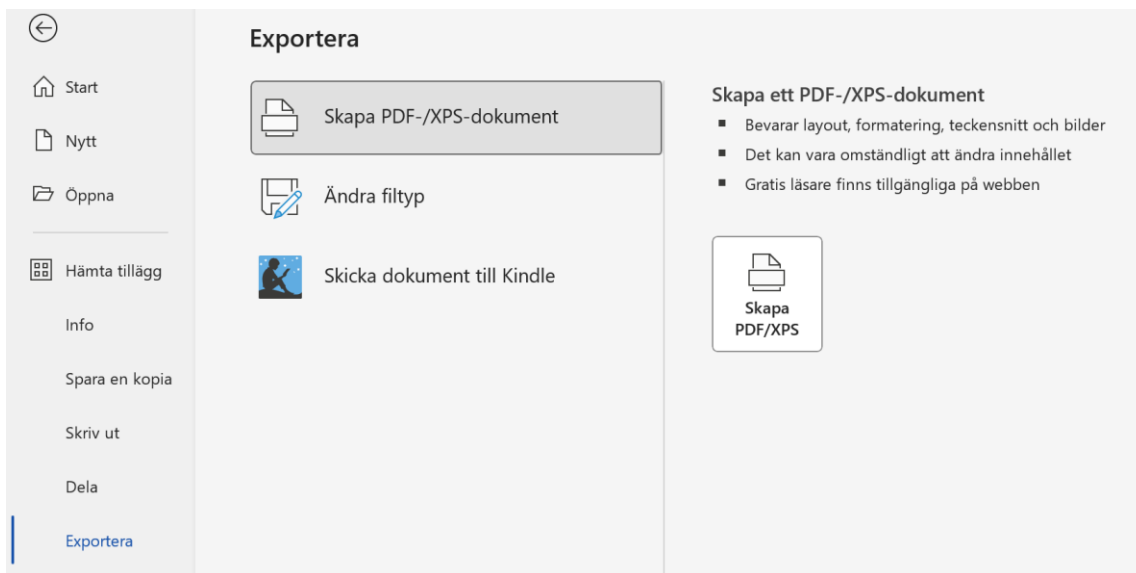 Exportera
Start
Nytt
Öppna
Hämta tillägg
Info
Spara en kopia
Skriv ut
Dela
Exportera
Skapa PDF-/XPS-dokument
Ändra filtyp
Skicka dokument till Kindle
Skapa ett PDF-/XPS-dokument
Bevarar layout, formatering, teckensnitt och bilder
Det kan vara omständligt att ändra innehållet
Gratis läsare finns tillgängliga på webben
Skapa
PDF/XPS